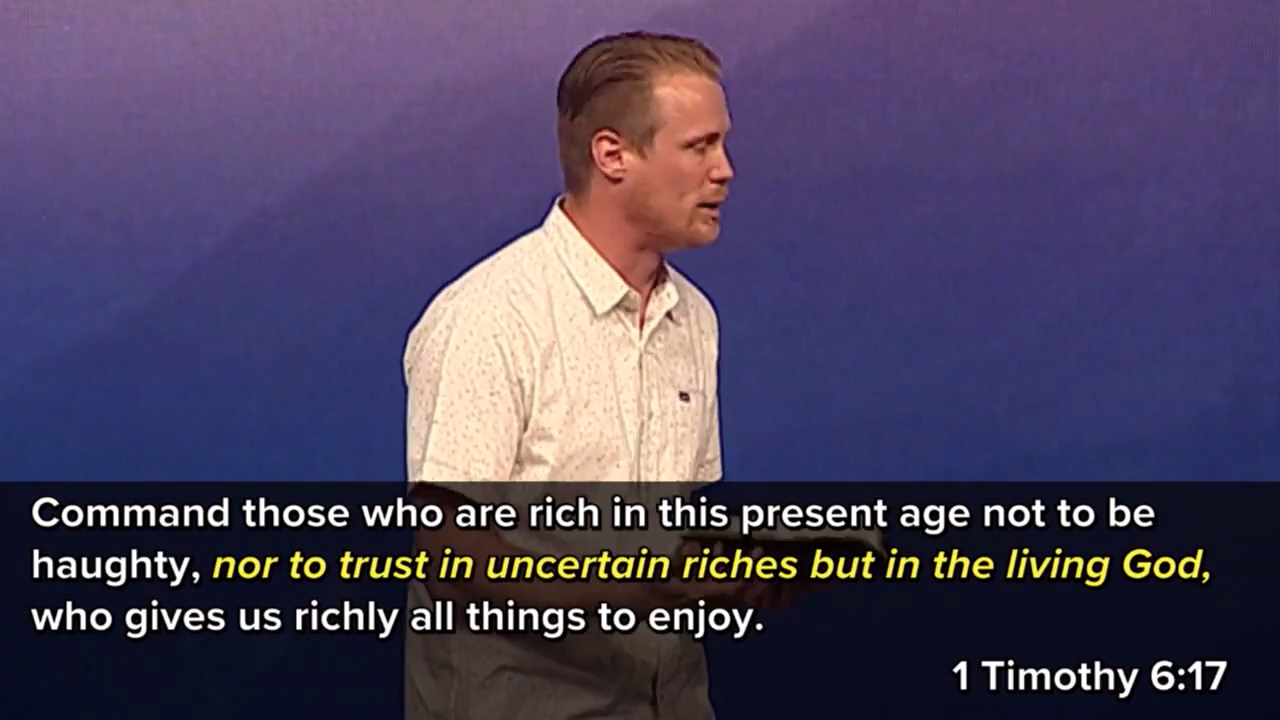 Command those who are rich in this present age not to be
haughty, nor to trust in uncertain riches but in the living God,
who gives us richly all things to enjoy.
1 Timothy 6:17